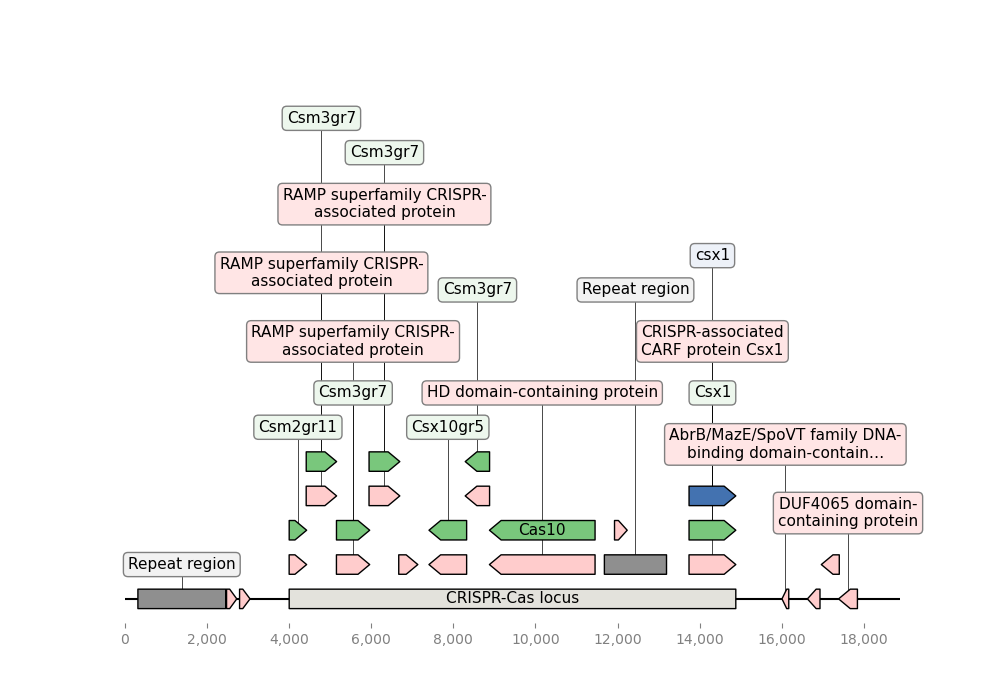 Csm3gr7
Csm3gr7
RAMP superfamily CRISPR-
associated protein
csx1
RAMP superfamily CRISPR-
associated protein
Csm3gr7
Repeat region
RAMP superfamily CRISPR-
associated protein
CRISPR-associated
CARF protein Csx1
Csm3gr7
HD domain-containing protein
Csx1
Csm2gr11
Csx10gr5
AbrB/MazE/SpoVT family DNA-
binding domain-contain…
DUF4065 domain-
containing protein
Cas10
Repeat region
CRISPR-Cas locus
0
2,000
4,000
6,000
8,000
10,000
12,000
14,000
16,000
18,000